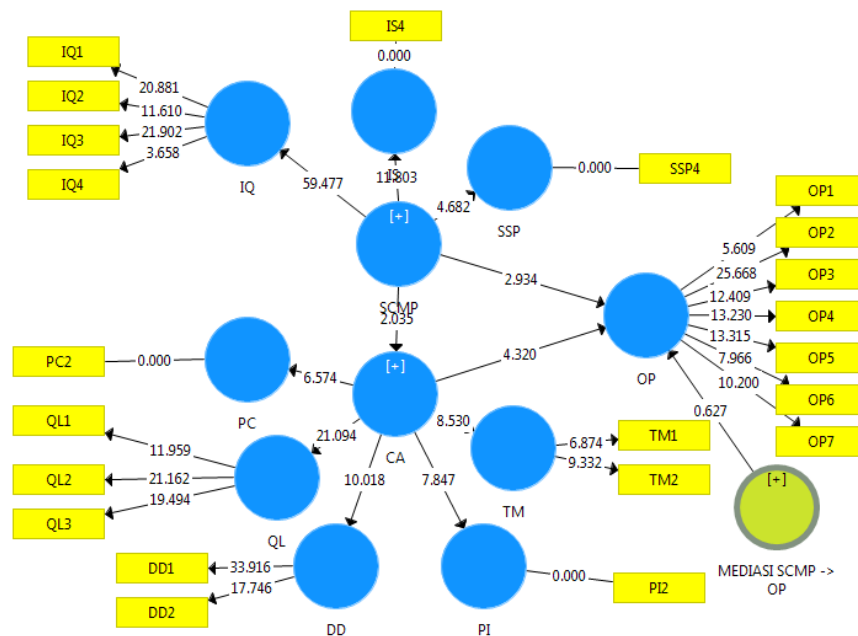 IS4
IQ1
0.000
20.881
IQ2
11.610
IQ3
21.902
IQ4
3.658
IQ
IS
11.803
0.000
SSP4
59.477
[+]
4.682
SSP
OP1
OP2
5.609
25.668
OP3
12.409
OP4
13.230
13.315
OP5
7.966
OP6
10.200
OP7
OP
2.934
SCMP
2.035
PC2
0.000
[+]
4.320
6.574
PC
CA
0.627
QL1
11.959
QL2
21.162
QL3
19.494
21.094
QL
8.530
6.874
TM1
9.332
TM2
TM
10.018
7.847
[+]
MEDIASI SCMP ->
OP
DD1
33.916
DD2
17.746
DD
0.000
PI2
PI